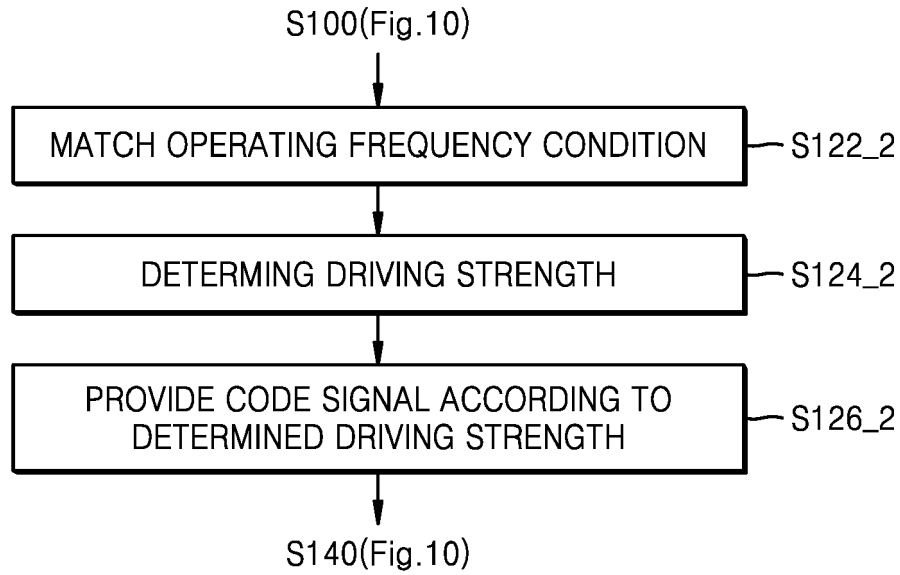 S100(Fig.10)
MATCH OPERATING FREQUENCY CONDITION
S122_2
DETERMING DRIVING STRENGTH
S124_2
PROVIDE CODE SIGNAL ACCORDING TO
DETERMINED DRIVING STRENGTH
S126_2
S140(Fig.10)